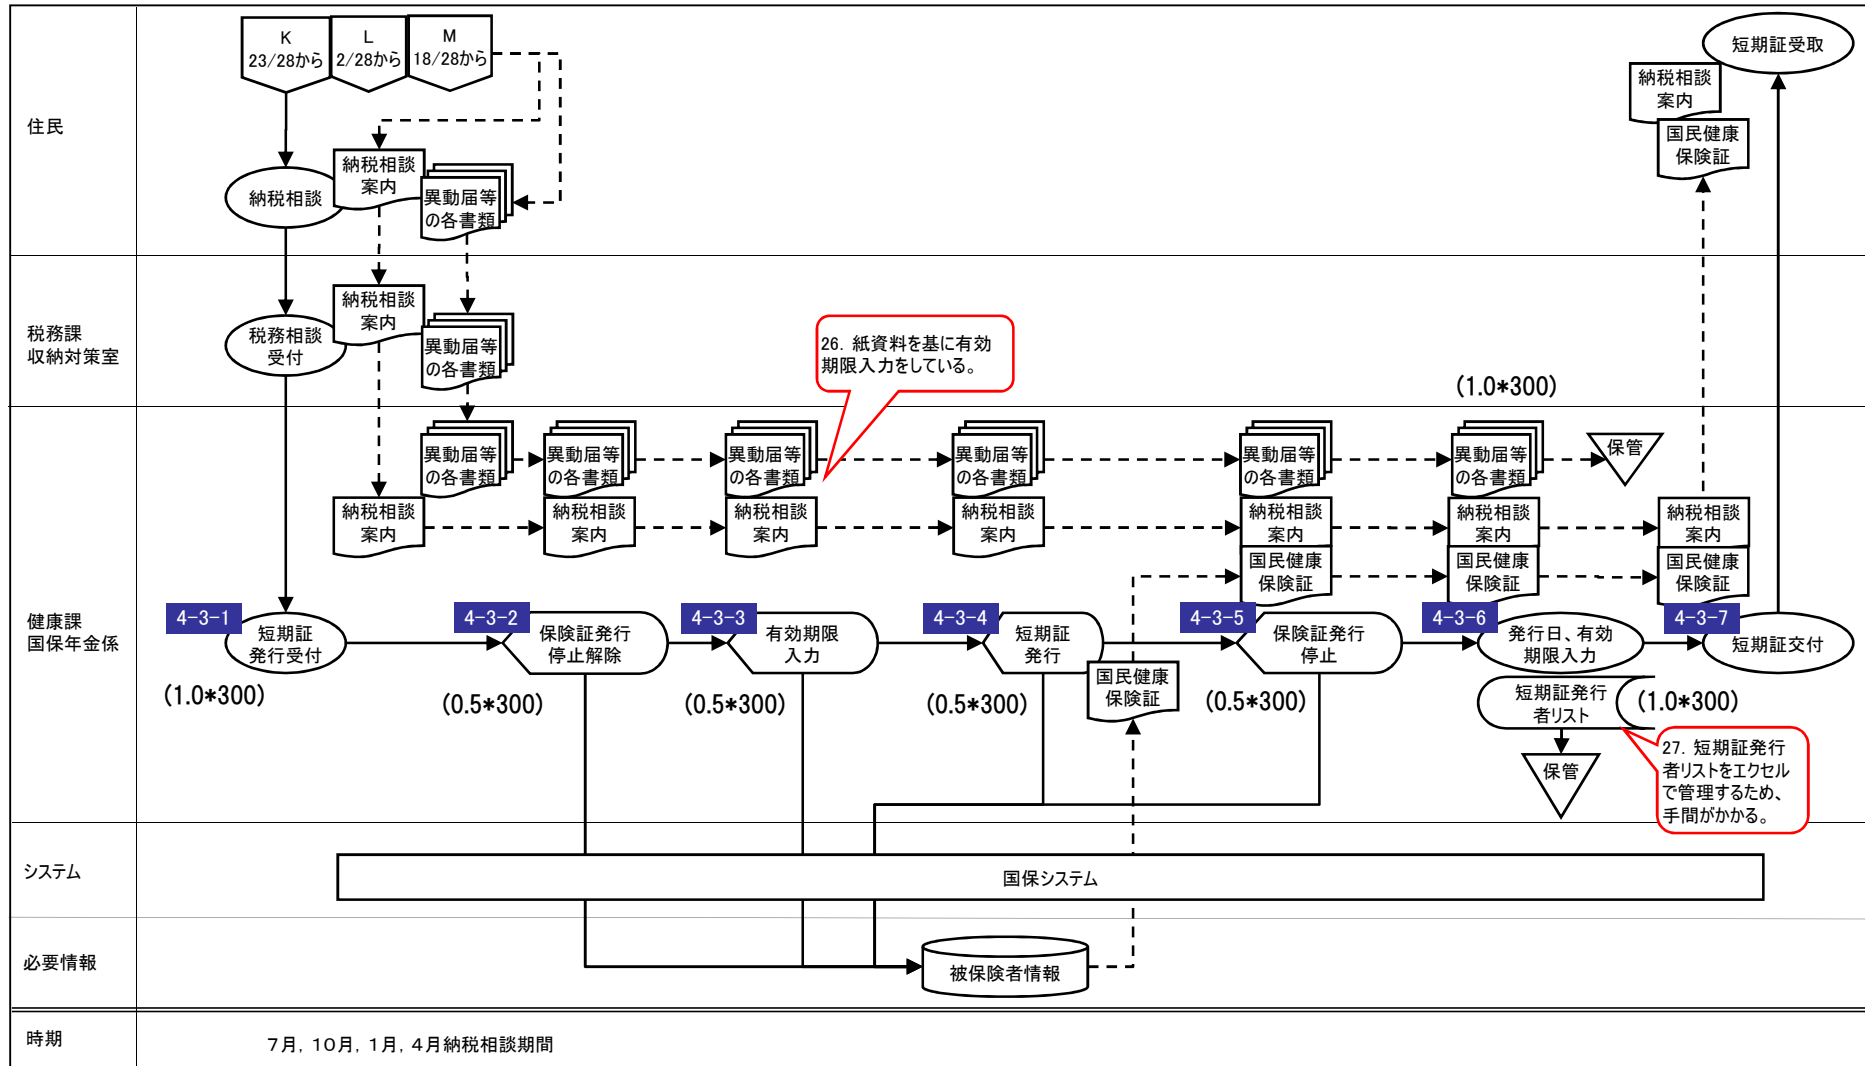 住民
K
23/28から
L
2/28から
M
18/28から
納税相談
納税相談
案内
異動届等
の各書類
短期証受取
納税相談
案内
国民健康
保険証
税務課
収納対策室
税務相談
受付
納税相談
案内
異動届等
の各書類
26. 紙資料を基に有効
期限入力をしている。
(1.0*300)
健康課
国保年金係
異動届等
の各書類
異動届等
の各書類
異動届等
の各書類
異動届等
の各書類
異動届等
の各書類
異動届等
の各書類
保管
納税相談
案内
納税相談
案内
納税相談
案内
納税相談
案内
納税相談
案内
納税相談
案内
納税相談
案内
国民健康
保険証
国民健康
保険証
国民健康
保険証
4-3-1
短期証
発行受付
(1.0*300)
4-3-2
保険証発行
停止解除
(0.5*300)
4-3-3
有効期限
入力
(0.5*300)
4-3-4
短期証
発行
(0.5*300)
国民健康
保険証
4-3-5
保険証発行
停止
(0.5*300)
4-3-6
発行日、有効
期限入力
4-3-7
短期証交付
短期証発行
者リスト
(1.0*300)
保管
27. 短期証発行
者リストをエクセル
で管理するため、
手間がかかる。
システム
国保システム
必要情報
被保険者情報
時期
7月, 10月, 1月, 4月納税相談期間